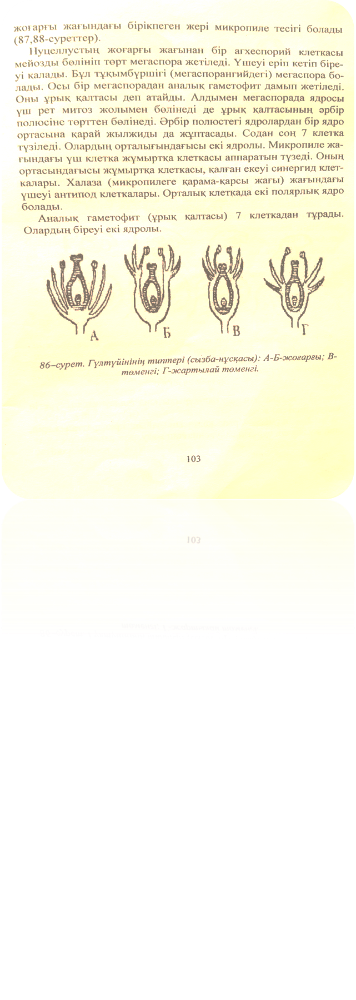 жоғарғы жағындағы бірікпеген жері микропиле тесігі болады
(87,88-суреттер).
Нуцеллустың жоғарғы жағынан бір агхеспорий клеткасы
мейозды бөлініп төрт мегаспора жетіледі. Үшеуі еріп кетіп біре-
уі қалады. Бұл тұқымбүршігі (мегаспорангийдегі) мегаспора бо-
лады. Осы бір мегаспорадан аналық гаметофит дамып жетіледі.
Оны ұрық қалтасы деп атайды. Алдымен мегаспорада ядросы
үш рет митоз жолымен бөлінеді де ұрық қалтасының әрбір
полюсіне төрттен бөлінеді. Әрбір полюстегі ядролардан бір ядро
ортасына қарай жылжиды да жұптасады. Содан соң 7 клетка
түзіледі. Олардың орталығындағысы екі ядролы. Микропиле жа-
ғындағы үш клетка жұмыртқа клеткасы аппаратын түзеді. Оның
ортасындағысы жұмыртқа клеткасы, қалған екеуі синергид клет-
калары. Халаза (микропилеге қарама-қарсы жағы) жағындағы
үшеуі антипод клеткалары. Орталық клеткада екі полярлық ядро
болады.
Аналық гаметофит (ұрық қалтасы) 7 клеткадан тұрады.
Олардың біреуі екі ядролы.
А Б В Г
86–сурет. Гүлтүйінінің типтері (сызба-нұсқасы): А-Б-жоғарғы; В-
төменгі; Г-жартылай төменгі.
103
103